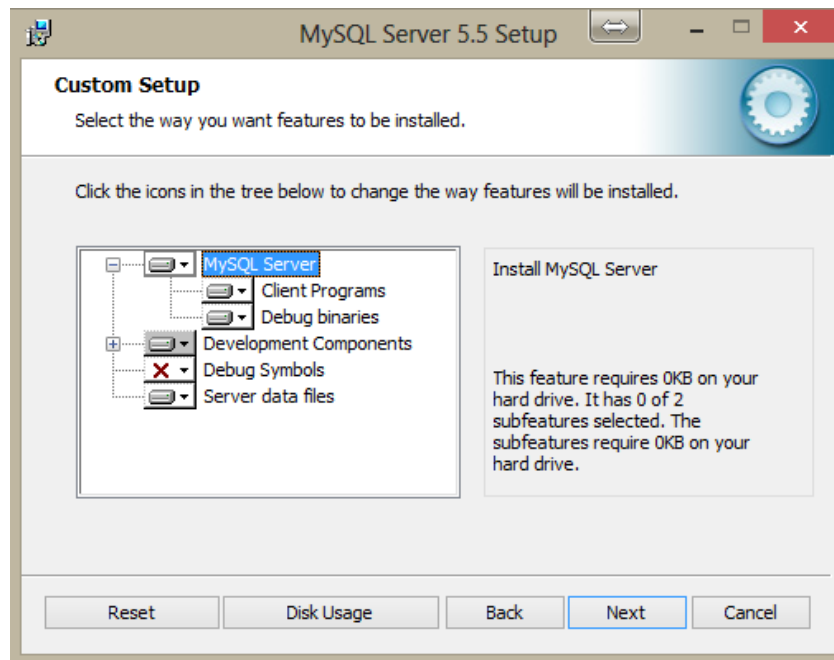 MySQL Server 5.5 Setup
Custom Setup
Select the way you want features to be installed.
Click the icons in the tree below to change the way features will be installed.
MySQL Server
Client Programs
Debug binaries
Development Components
Debug Symbols
Server data files
Install MySQL Server
This feature requires 0KB on your
hard drive. It has 0 of 2
subfeatures selected. The
subfeatures require 0KB on your
hard drive.
Reset
Disk Usage
Back
Next
Cancel